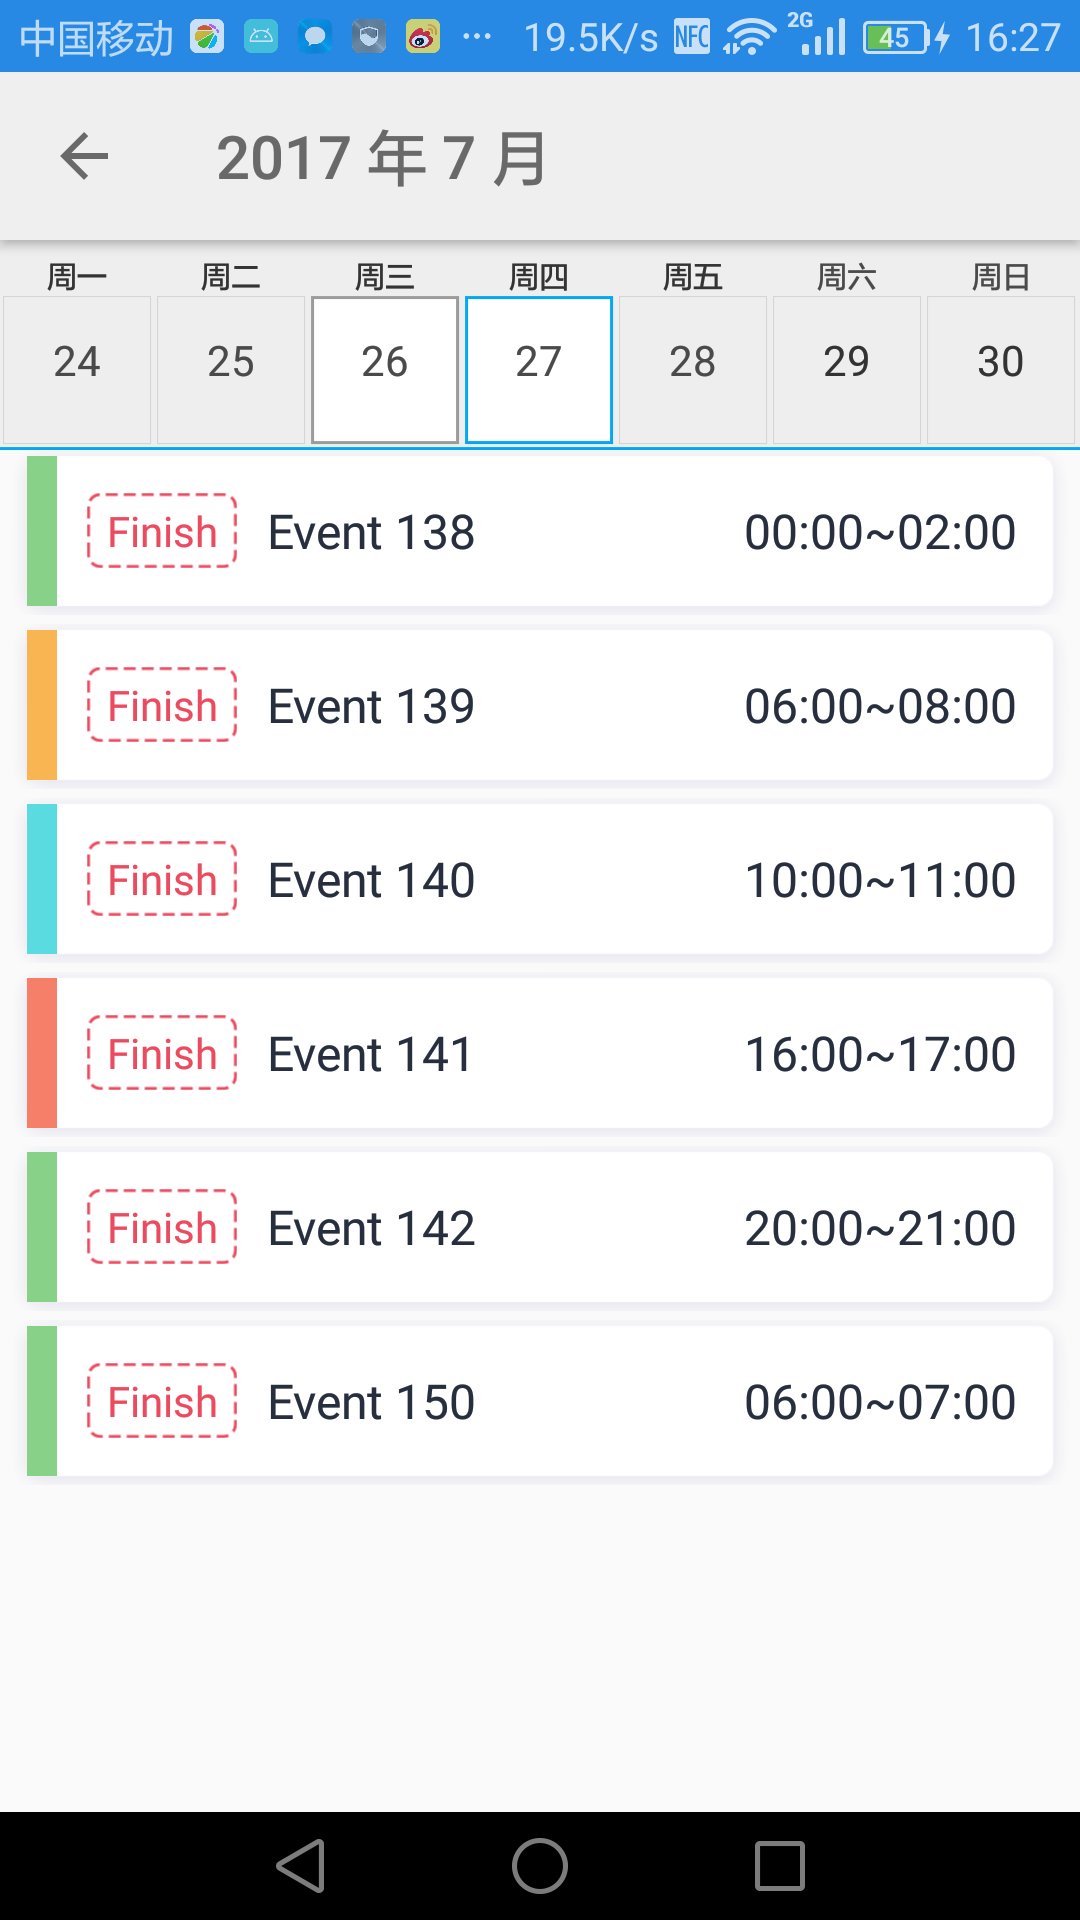 中国移动 ... 19.5K/s NFC 2G 45 16:27
2017 年 7 月
周一 周二 周三 周四 周五 周六 周日
24 25 26 27 28 29 30
Finish Event 138 00:00~02:00
Finish Event 139 06:00~08:00
Finish Event 140 10:00~11:00
Finish Event 141 16:00~17:00
Finish Event 142 20:00~21:00
Finish Event 150 06:00~07:00